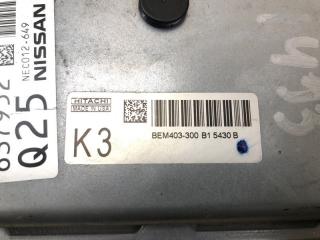 HITACHI
MADE IN USA
K3
BEM403-300 B1 5430 B
NISSAN
NEC012-649
Q25